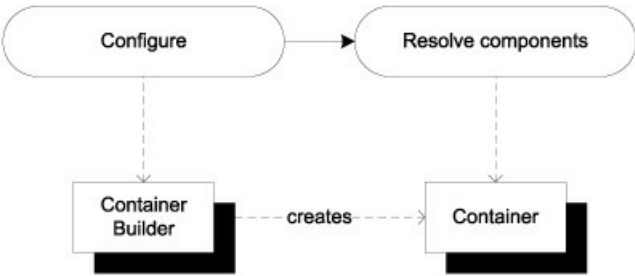 Configure
Resolve components
Container
Builder
creates
Container